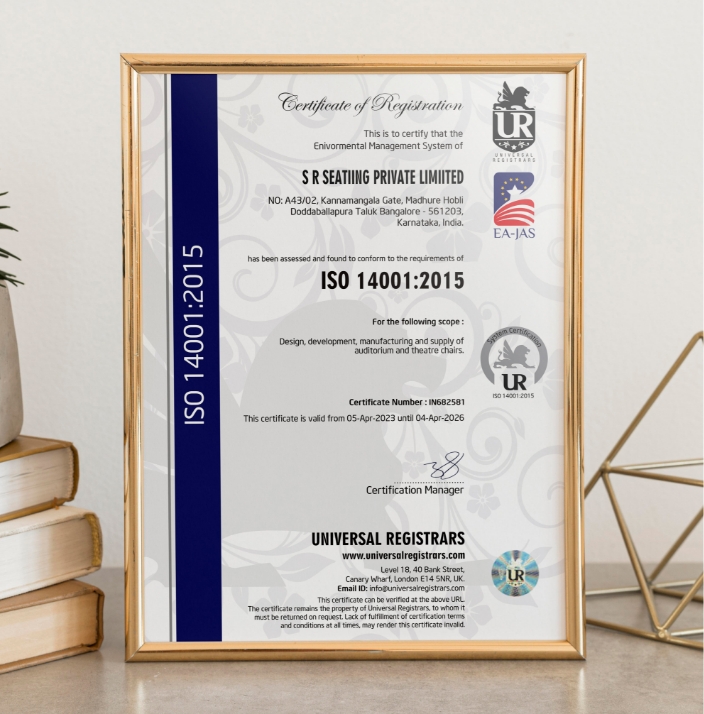 Certificate of Registration
This is to certify that the
Enivormental Management System of
S R SEATIING PRIVATE LIMIITED
NO: A43/02, Kannamangala Gate, Madhure Hobli
Doddaballapura Taluk Bangalore - 561203,
Karnataka, India.
has been assessed and found to conform to the requirements of
ISO 14001:2015
For the following scope :
Design, development, manufacturing and supply of
auditorium and theatre chairs.
Certificate Number : IN682581
This certificate is valid from 05-Apr-2023 until 04-Apr-2026
Certification Manager
UNIVERSAL REGISTRARS
www.universalregistrars.com
Level 18, 40 Bank Street,
Canary Wharf, London E14 5NR, UK.
Email ID: info@universalregistrars.com
This certificate can be verified at the above URL.
The certificate remains the property of Universal Registrars, to whom it
must be returned on request. Lack of fulfillment of certification terms
and conditions at all times, may render this certificate invalid.
ISO 14001:2015
UR
UNIVERSAL
REGISTRARS
EA-JAS
System Certification
UR
ISO 14001:2015
UR